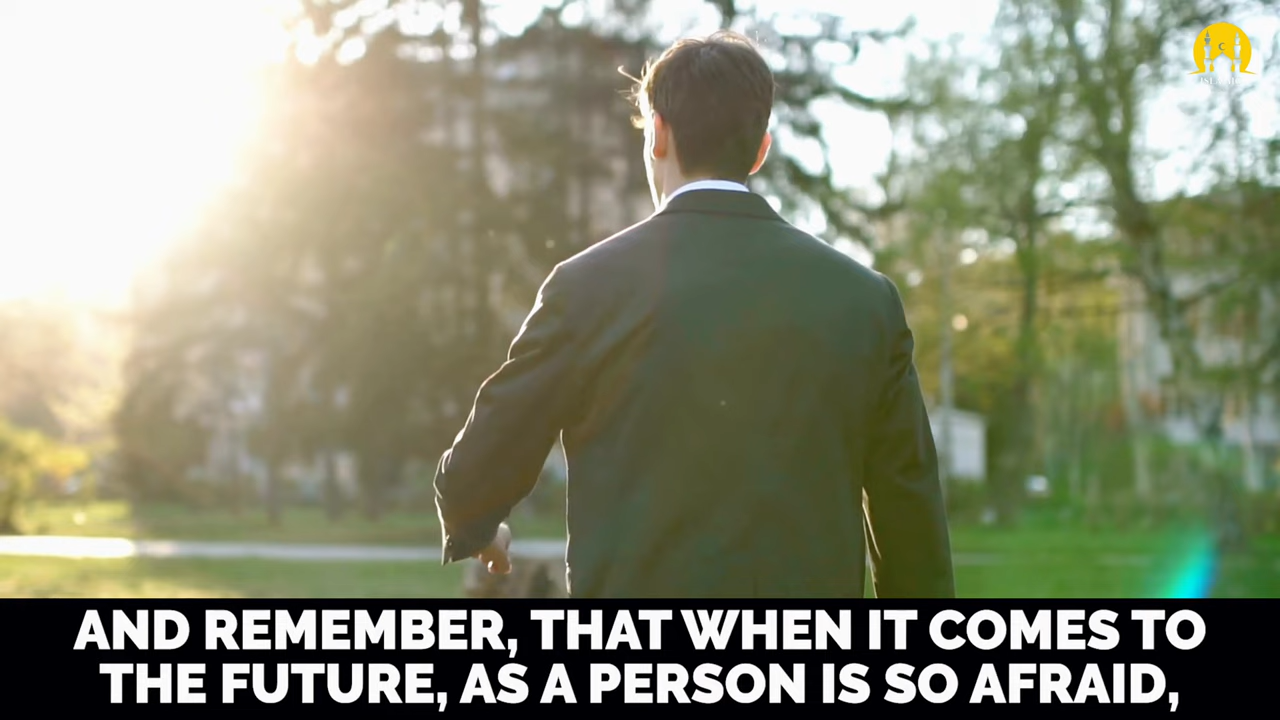 AND REMEMBER, THAT WHEN IT COMES TO
THE FUTURE, AS A PERSON IS SO AFRAID,